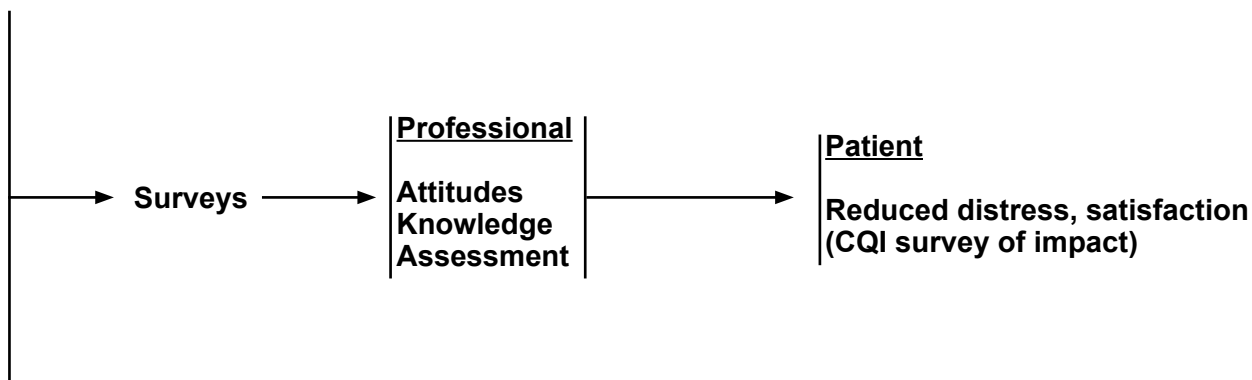 Surveys
Professional
Attitudes
Knowledge
Assessment
Patient
Reduced distress, satisfaction
(CQI survey of impact)